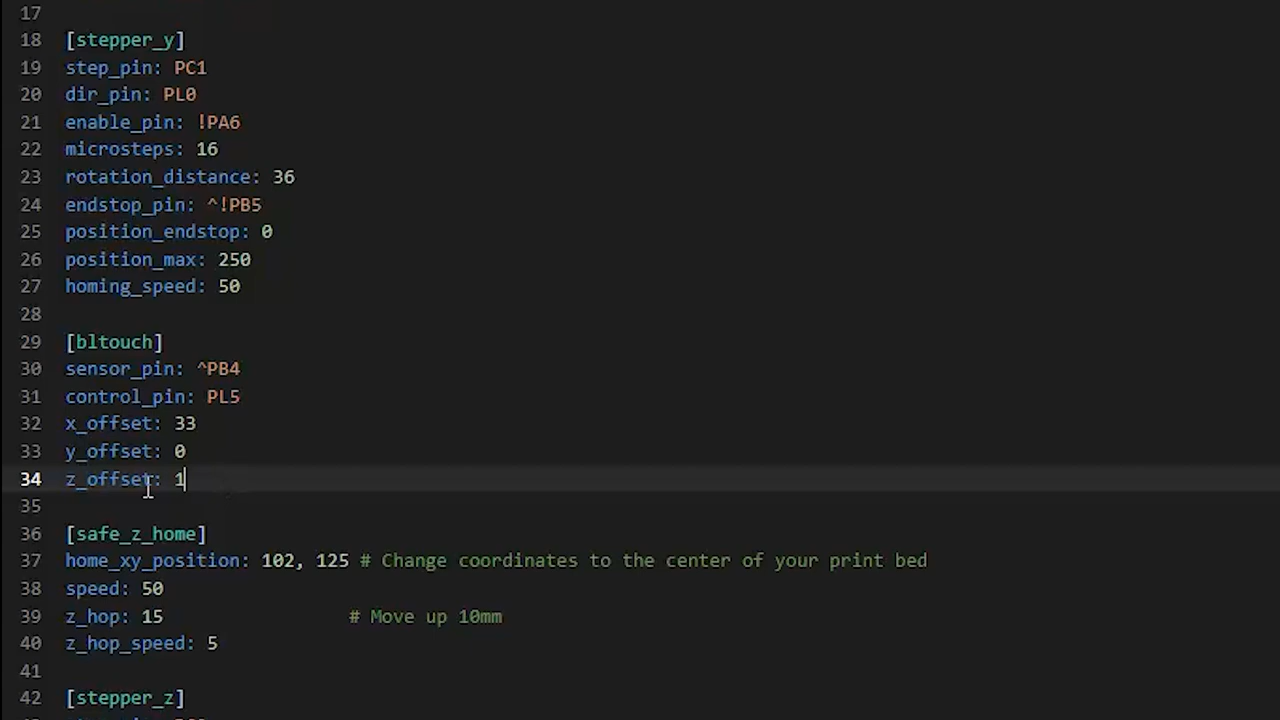 17
18 [stepper_y]
19 step_pin: PC1
20 dir_pin: PL0
21 enable_pin: !PA6
22 microsteps: 16
23 rotation_distance: 36
24 endstop_pin: ^!PB5
25 position_endstop: 0
26 position_max: 250
27 homing_speed: 50
28
29 [bltouch]
30 sensor_pin: ^PB4
31 control_pin: PL5
32 x_offset: 33
33 y_offset: 0
34 z_offset: 1
35
36 [safe_z_home]
37 home_xy_position: 102, 125 # Change coordinates to the center of your print bed
38 speed: 50
39 z_hop: 15                 # Move up 10mm
40 z_hop_speed: 5
41
42 [stepper_z]